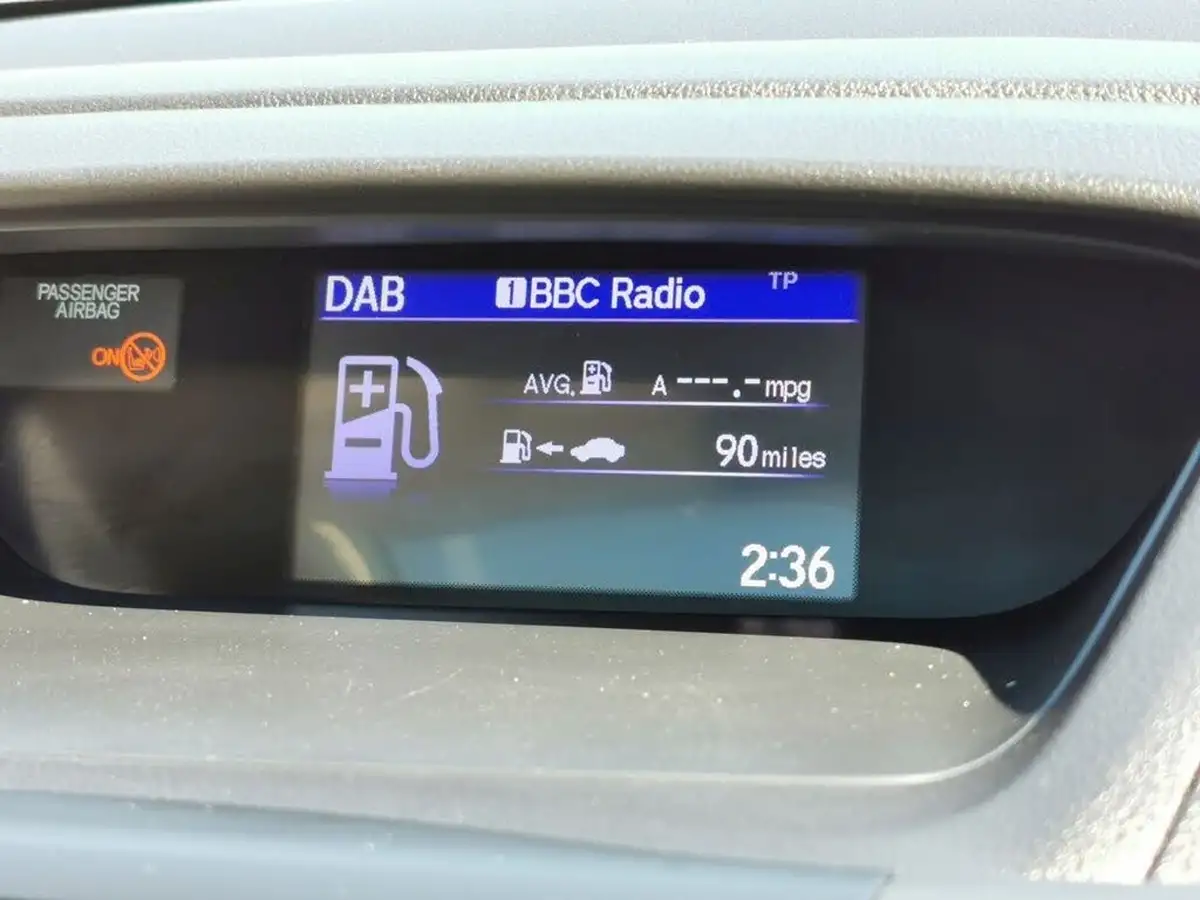 PASSENGER
AIRBAG
ON
DAB 1 BBC Radio TP
AVG. A ---.- mpg
90 miles
2:36